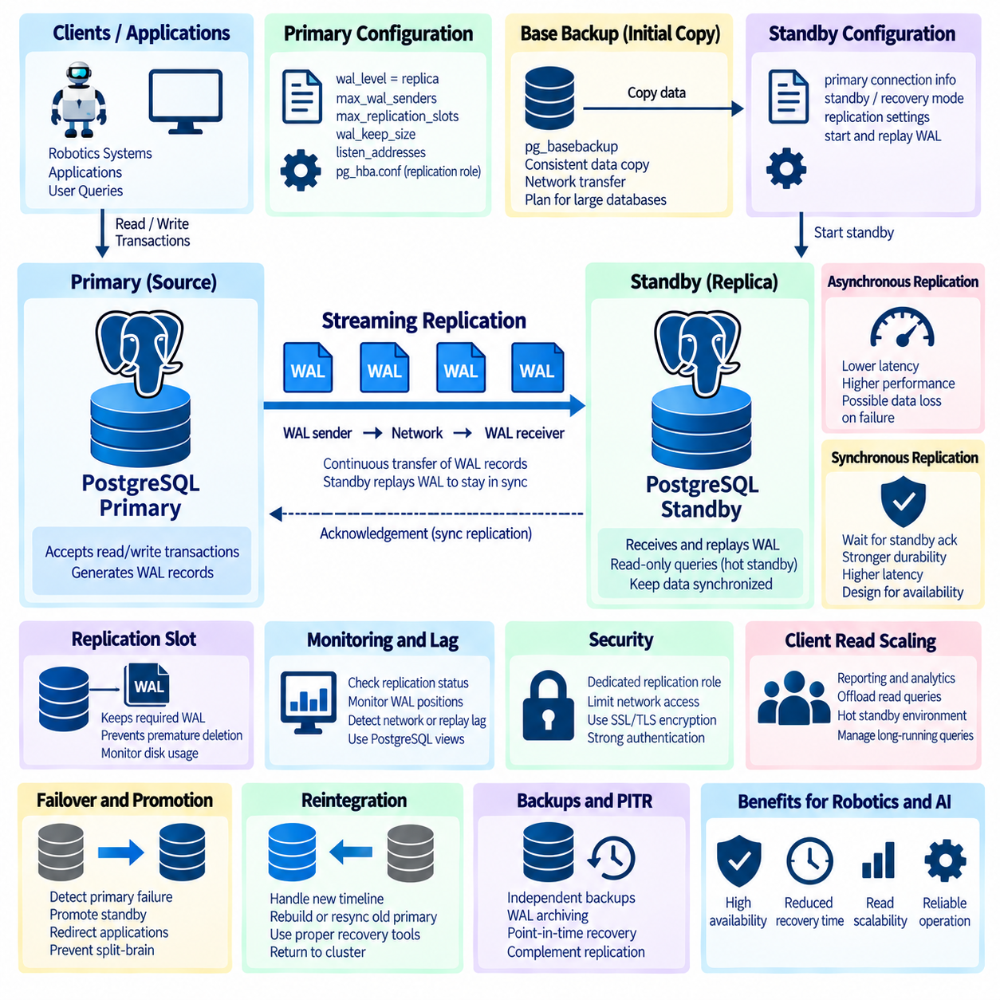 Clients / Applications
Robotics Systems
Applications
User Queries
Primary Configuration
wal_level = replica
max_wal_senders
max_replication_slots
wal_keep_size
listen_addresses
pg_hba.conf (replication role)
Base Backup (Initial Copy)
Copy data
pg_basebackup
Consistent data copy
Network transfer
Plan for large databases
Standby Configuration
primary connection info
standby / recovery mode
replication settings
start and replay WAL
Read / Write
Transactions
Start standby
Primary (Source)
PostgreSQL
Primary
Accepts read/write transactions
Generates WAL records
Streaming Replication
WAL WAL WAL WAL
WAL sender → Network → WAL receiver
Continuous transfer of WAL records
Standby replays WAL to stay in sync
Acknowledgement (sync replication)
Standby (Replica)
PostgreSQL
Standby
Receives and replays WAL
Read-only queries (hot standby)
Keep data synchronized
Asynchronous Replication
Lower latency
Higher performance
Possible data loss
on failure
Synchronous Replication
Wait for standby ack
Stronger durability
Higher latency
Design for availability
Replication Slot
WAL
Keeps required WAL
Prevents premature deletion
Monitor disk usage
Monitoring and Lag
Check replication status
Monitor WAL positions
Detect network or replay lag
Use PostgreSQL views
Security
Dedicated replication role
Limit network access
Use SSL/TLS encryption
Strong authentication
Client Read Scaling
Reporting and analytics
Offload read queries
Hot standby environment
Manage long-running queries
Failover and Promotion
Detect primary failure
Promote standby
Redirect applications
Prevent split-brain
Reintegration
Handle new timeline
Rebuild or resync old primary
Use proper recovery tools
Return to cluster
Backups and PITR
Independent backups
WAL archiving
Point-in-time recovery
Complement replication
Benefits for Robotics and AI
High
availability
Reduced
recovery time
Read
scalability
Reliable
operation